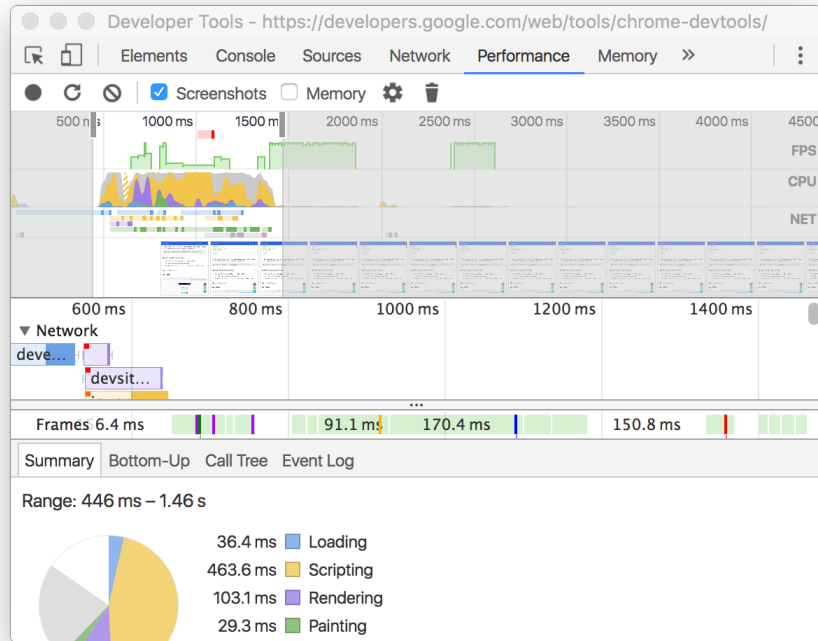 Developer Tools - https://developers.google.com/web/tools/chrome-devtools/
Elements Console Sources Network Performance Memory »
Screenshots Memory
500 ms 1000 ms 1500 m 2000 ms 2500 ms 3000 ms 3500 ms 4000 ms 4500
FPS
CPU
NET
600 ms 800 ms 1000 ms 1200 ms 1400 ms
▼ Network
deve...
devsit...
Frames 6.4 ms 91.1 ms 170.4 ms 150.8 ms
Summary Bottom-Up Call Tree Event Log
Range: 446 ms – 1.46 s
36.4 ms Loading
463.6 ms Scripting
103.1 ms Rendering
29.3 ms Painting